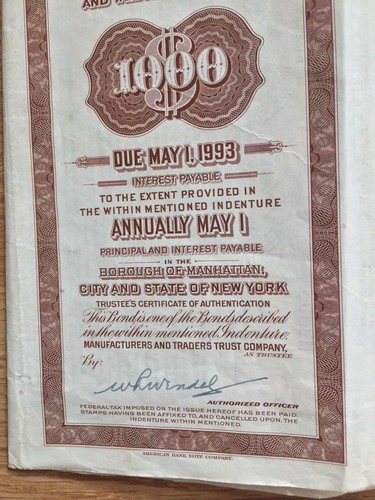 AND
$1000
DUE MAY 1, 1993
INTEREST PAYABLE
TO THE EXTENT PROVIDED IN
THE WITHIN MENTIONED INDENTURE
ANNUALLY MAY 1
PRINCIPAL AND INTEREST PAYABLE
IN THE
BOROUGH OF MANHATTAN,
CITY AND STATE OF NEW YORK
TRUSTEE'S CERTIFICATE OF AUTHENTICATION
This Bond is one of the Bonds described
in the within mentioned Indenture.
MANUFACTURERS AND TRADERS TRUST COMPANY,
AS TRUSTEE
By:
AUTHORIZED OFFICER
FEDERAL TAX IMPOSED ON THE ISSUE HEREOF HAS BEEN PAID.
STAMPS HAVING BEEN AFFIXED TO, AND CANCELLED UPON, THE
INDENTURE WITHIN MENTIONED.
AMERICAN BANK NOTE COMPANY.